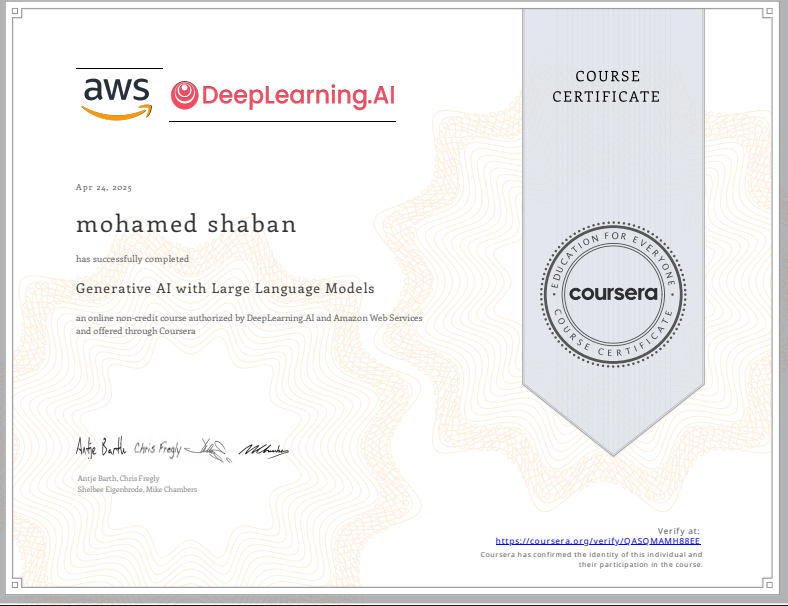 aws
DeepLearning.AI
COURSE
CERTIFICATE
Apr 24, 2025
mohamed shaban
has successfully completed
Generative AI with Large Language Models
an online non-credit course authorized by DeepLearning.AI and Amazon Web Services
and offered through Coursera
EDUCATION FOR EVERYONE
coursera
COURSE CERTIFICATE
Antje Barth Chris Fregly
Antje Barth, Chris Fregly
Shelbee Eigenbrode, Mike Chambers
Verify at:
https://coursera.org/verify/QASQMAMH88EE
Coursera has confirmed the identity of this individual and
their participation in the course.